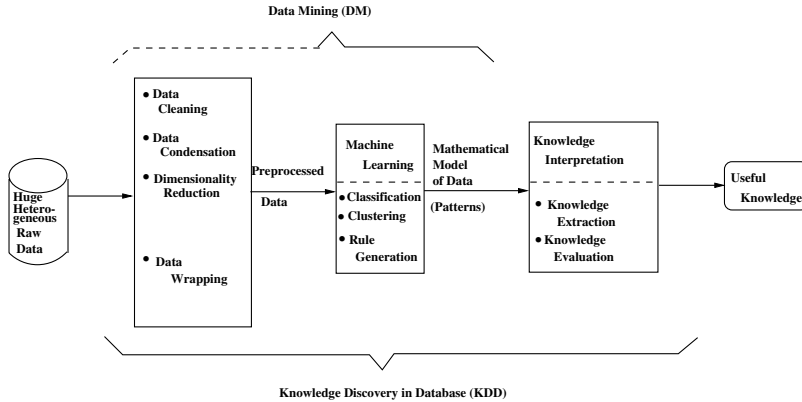 Data Mining (DM)
Huge
Hetero-
geneous
Raw
Data
• Data
Cleaning
• Data
Condensation
• Dimensionality
Reduction
• Data
Wrapping
Preprocessed
Data
Machine
Learning
• Classification
• Clustering
• Rule
Generation
Mathematical
Model
of Data
(Patterns)
Knowledge
Interpretation
• Knowledge
Extraction
• Knowledge
Evaluation
Useful
Knowledge
Knowledge Discovery in Database (KDD)